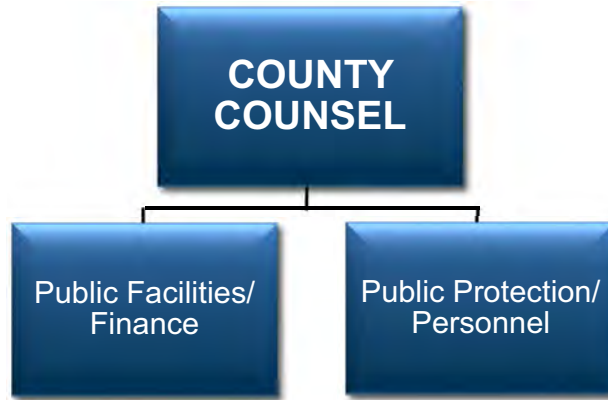 COUNTY
COUNSEL
Public Facilities/
Finance
Public Protection/
Personnel